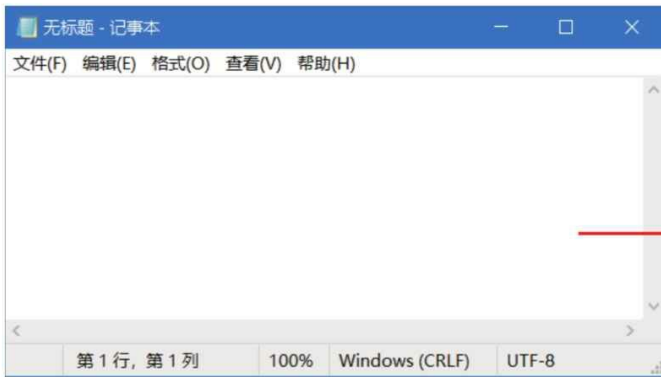 无标题 - 记事本
文件(F) 编辑(E) 格式(O) 查看(V) 帮助(H)
第 1 行，第 1 列 100% Windows (CRLF) UTF-8